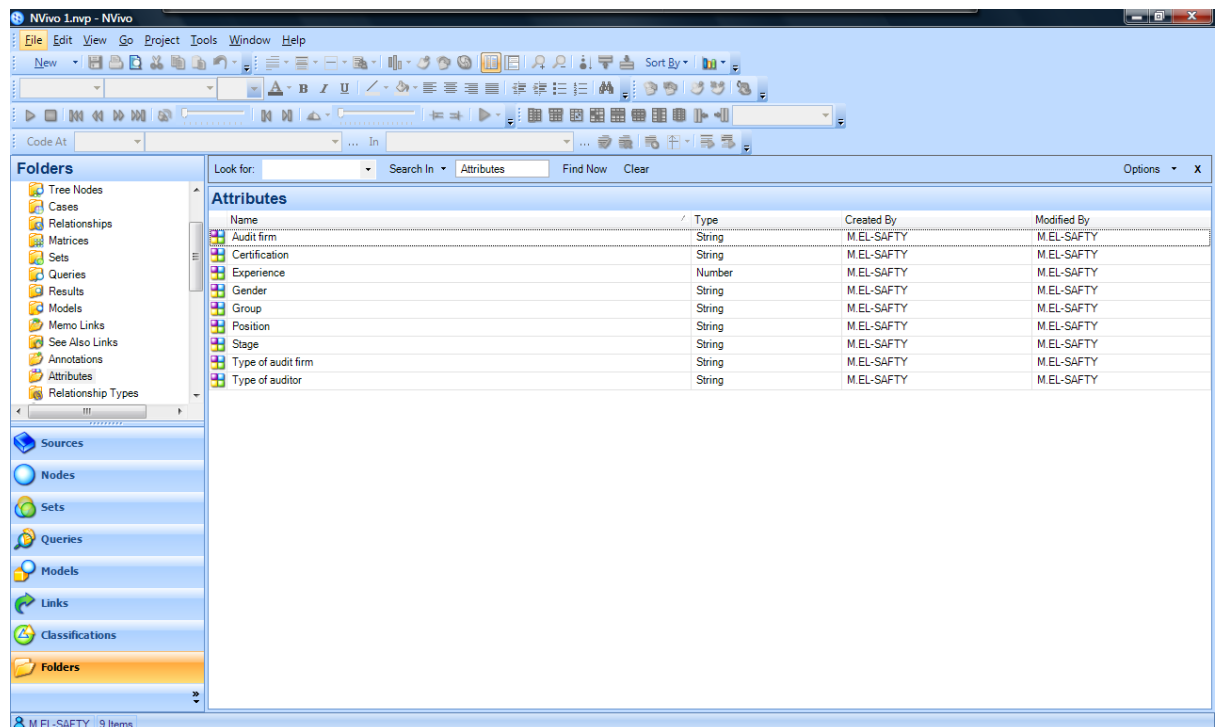 NVivo 1.nvp - NVivo
File Edit View Go Project Tools Window Help
New Sort By
A B I U
Code At ... In ...
Folders
Tree Nodes
Cases
Relationships
Matrices
Sets
Queries
Results
Models
Memo Links
See Also Links
Annotations
Attributes
Relationship Types
Sources
Nodes
Sets
Queries
Models
Links
Classifications
Folders
Look for: Search In Attributes Find Now Clear Options x
Attributes
Name Type Created By Modified By
Audit firm String M.EL-SAFTY M.EL-SAFTY
Certification String M.EL-SAFTY M.EL-SAFTY
Experience Number M.EL-SAFTY M.EL-SAFTY
Gender String M.EL-SAFTY M.EL-SAFTY
Group String M.EL-SAFTY M.EL-SAFTY
Position String M.EL-SAFTY M.EL-SAFTY
Stage String M.EL-SAFTY M.EL-SAFTY
Type of audit firm String M.EL-SAFTY M.EL-SAFTY
Type of auditor String M.EL-SAFTY M.EL-SAFTY
M.EL-SAFTY 9 Items